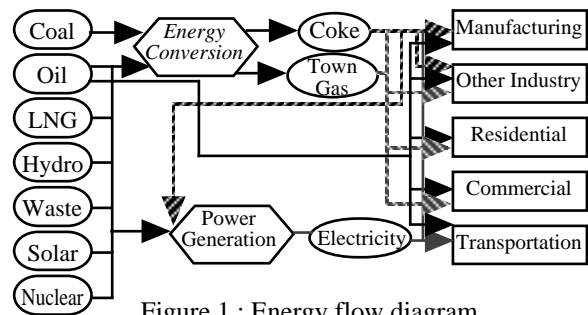 Coal
Oil
LNG
Hydro
Waste
Solar
Nuclear
Energy
Conversion
Power
Generation
Coke
Town
Gas
Electricity
Manufacturing
Other Industry
Residential
Commercial
Transportation
Figure 1 : Energy flow diagram